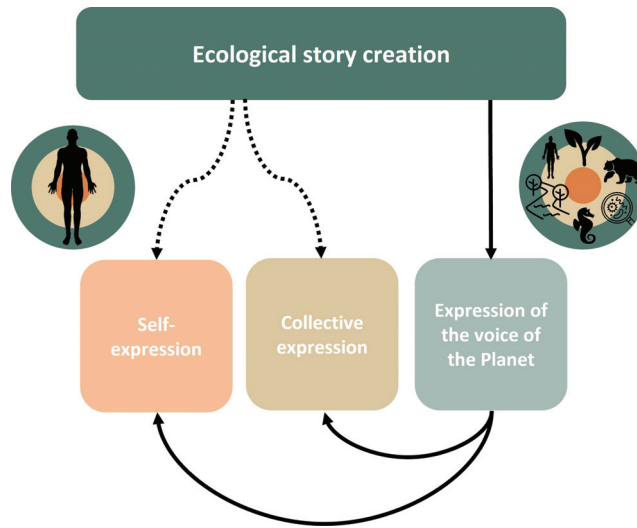 Ecological story creation
Self-
expression
Collective
expression
Expression of
the voice of
the Planet